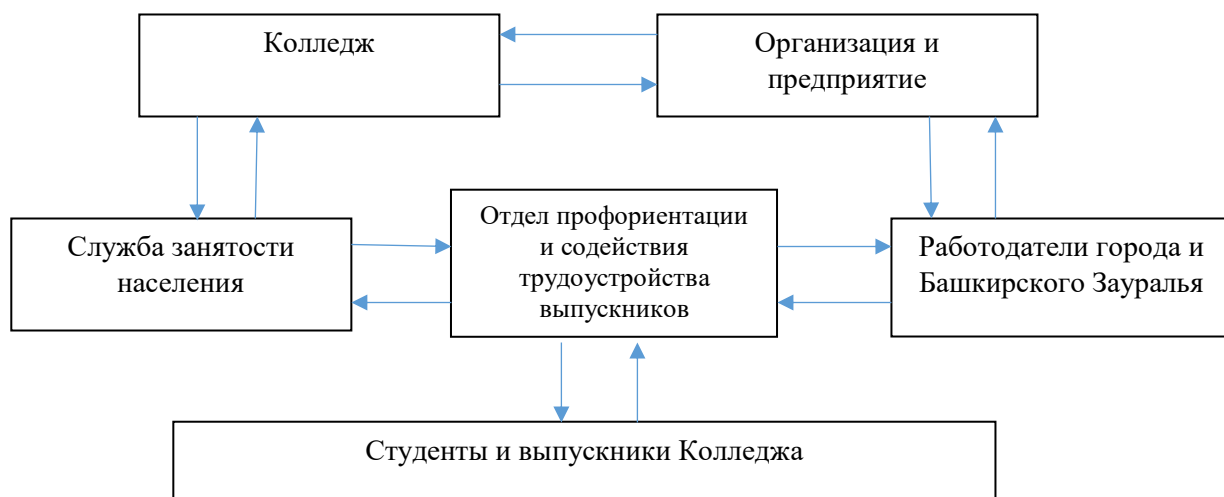 Колледж
Организация и
предприятие
Служба занятости
населения
Отдел профориентации
и содействия
трудоустройства
выпускников
Работодатели города и
Башкирского Зауралья
Студенты и выпускники Колледжа